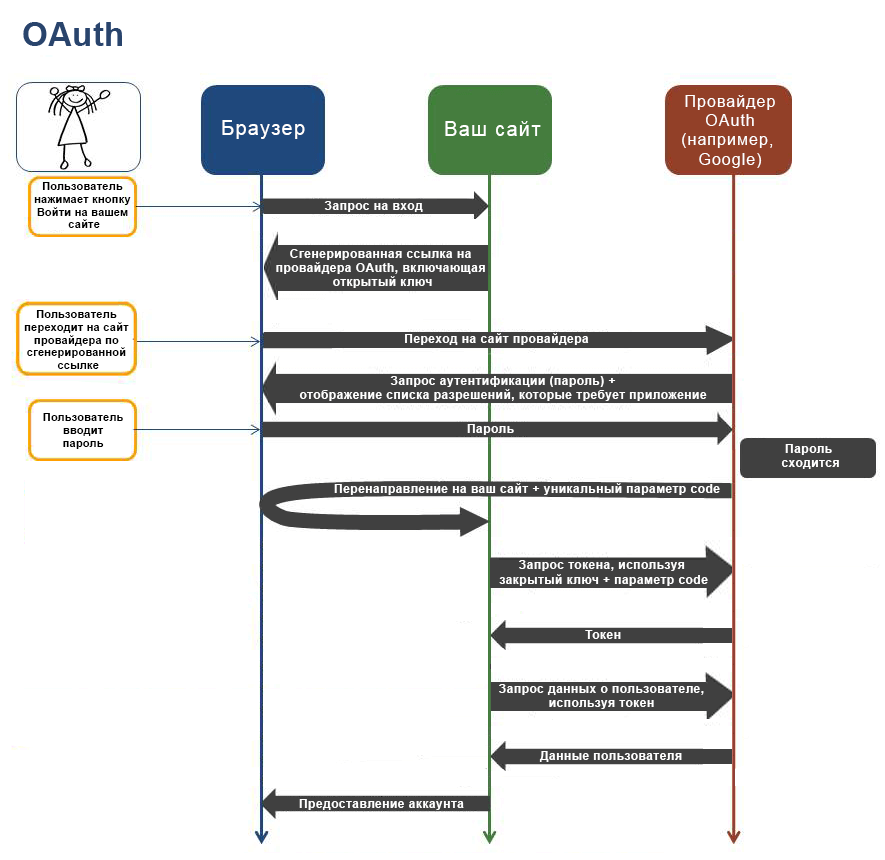 OAuth
Браузер
Ваш сайт
Провайдер
OAuth
(например,
Google)
Пользователь
нажимает кнопку
Войти на вашем
сайте
Запрос на вход
Сгенерированная ссылка на
провайдера OAuth, включающая
открытый ключ
Пользователь
переходит на сайт
провайдера по
сгенерированной
ссылке
Переход на сайт провайдера
Запрос аутентификации (пароль) +
отображение списка разрешений, которые требует приложение
Пользователь
вводит
пароль
Пароль
Пароль
сходится
Перенаправление на ваш сайт + уникальный параметр code
Запрос токена, используя
закрытый ключ + параметр code
Токен
Запрос данных о пользователе,
используя токен
Данные пользователя
Предоставление аккаунта